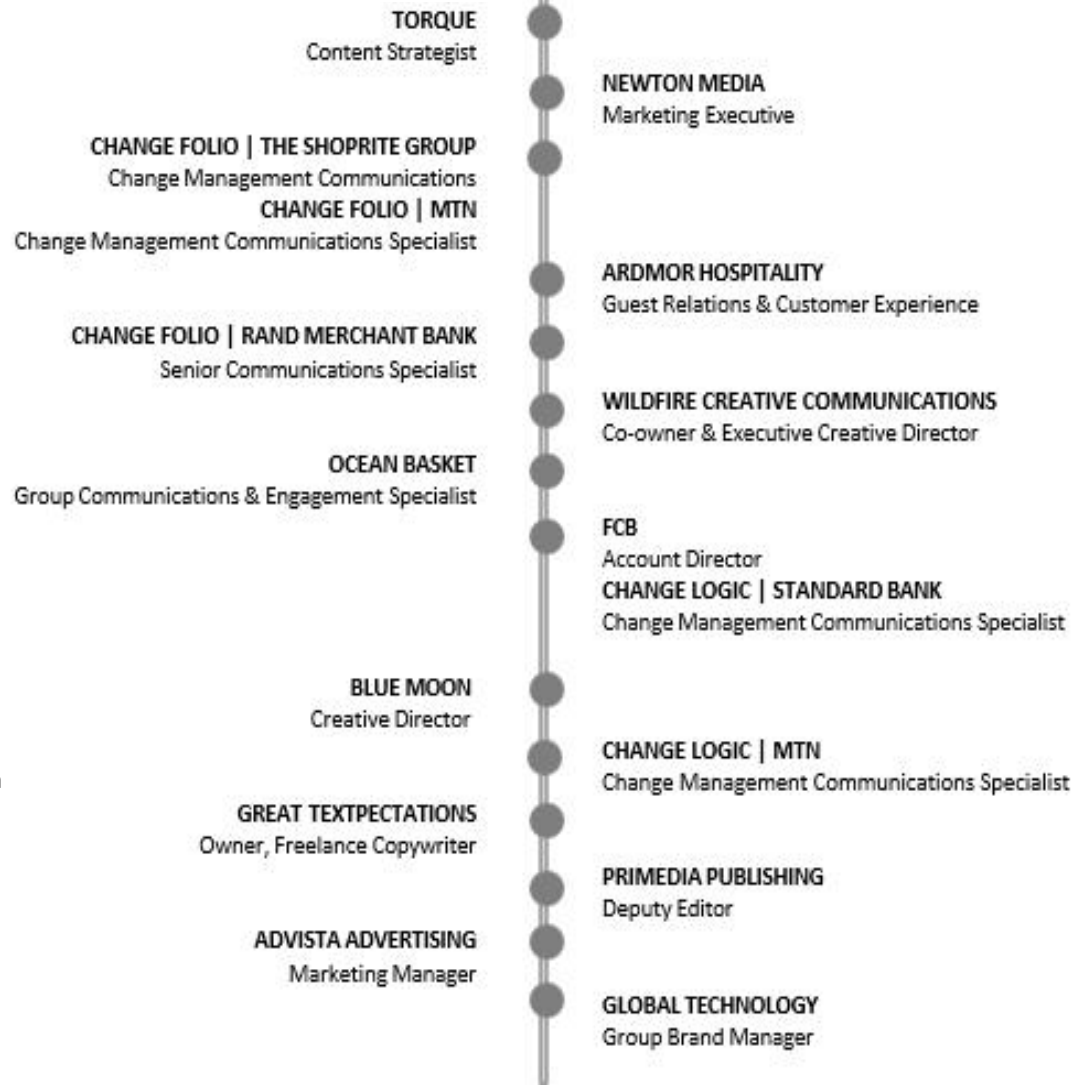 TORQUE
Content Strategist
NEWTON MEDIA
Marketing Executive
CHANGE FOLIO | THE SHOPRITE GROUP
Change Management Communications
CHANGE FOLIO | MTN
Change Management Communications Specialist
ARDMOR HOSPITALITY
Guest Relations & Customer Experience
CHANGE FOLIO | RAND MERCHANT BANK
Senior Communications Specialist
WILDFIRE CREATIVE COMMUNICATIONS
Co-owner & Executive Creative Director
OCEAN BASKET
Group Communications & Engagement Specialist
FCB
Account Director
CHANGE LOGIC | STANDARD BANK
Change Management Communications Specialist
BLUE MOON
Creative Director
CHANGE LOGIC | MTN
Change Management Communications Specialist
GREAT TEXTPECTATIONS
Owner, Freelance Copywriter
PRIMEDIA PUBLISHING
Deputy Editor
ADVISTA ADVERTISING
Marketing Manager
GLOBAL TECHNOLOGY
Group Brand Manager